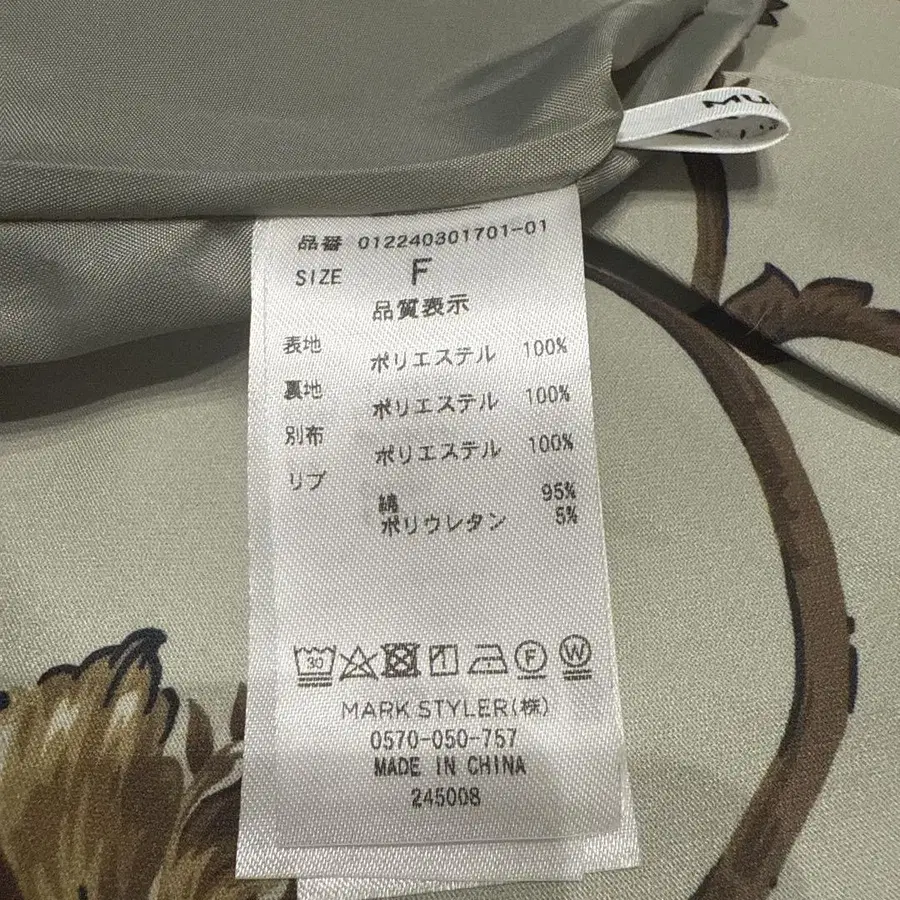 MU
品番 012240301701-01
SIZE F
品質表示
表地 ポリエステル 100%
裏地 ポリエステル 100%
別布 ポリエステル 100%
リブ
綿 95%
ポリウレタン 5%
30 F W
MARK STYLER(株)
0570-050-757
MADE IN CHINA
245008